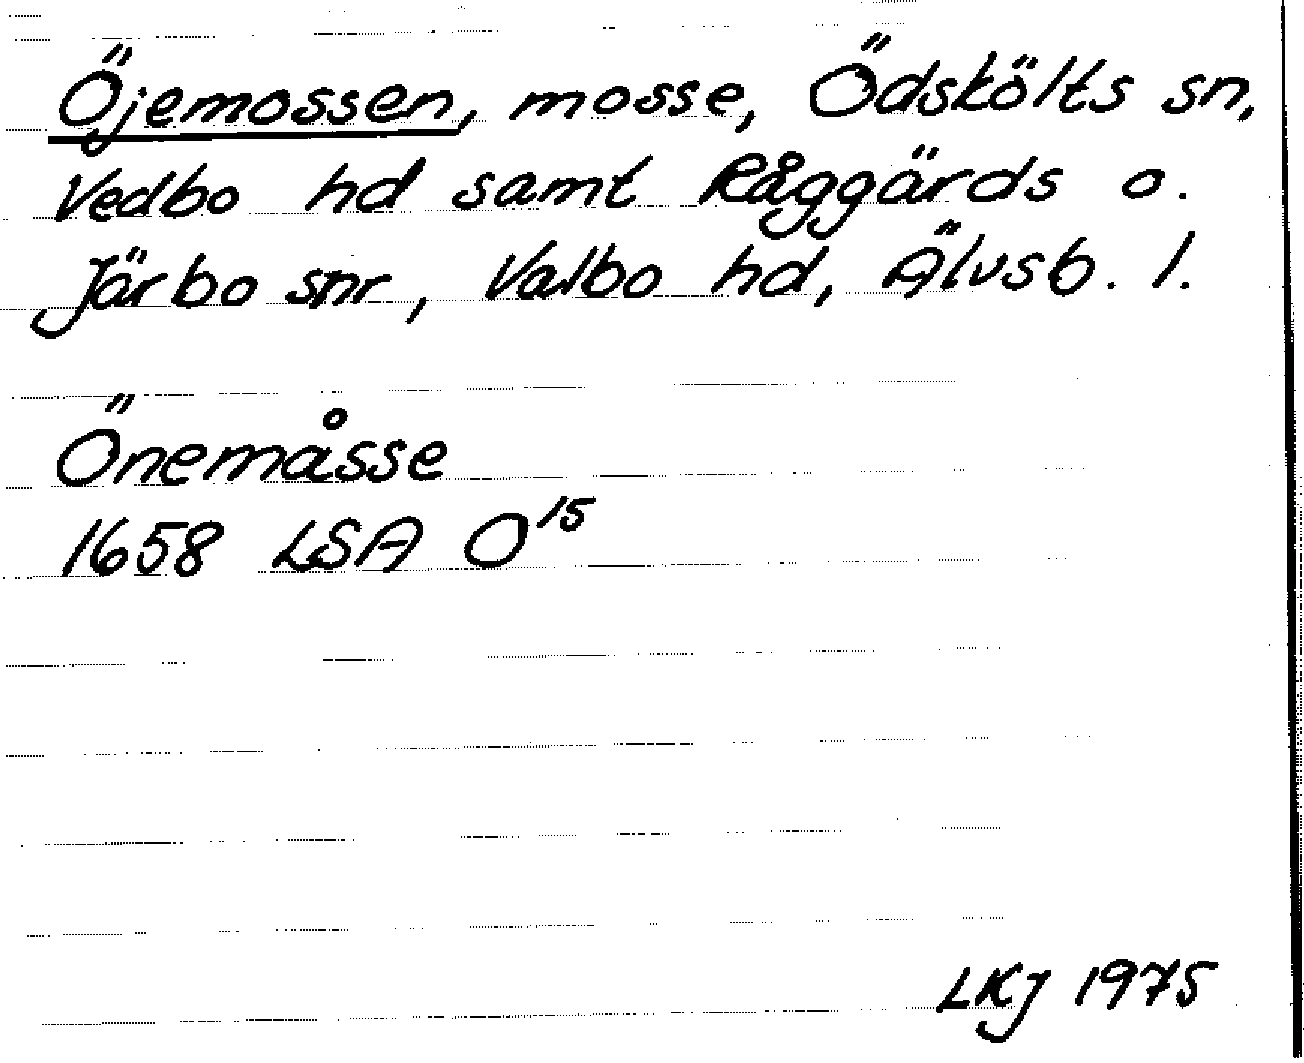 Öjemossen, mosse, Ödskölts sn,
Vedbo hd samt Råggärds o.
Järbo snr, Valbo hd, Älvsb. l.
Önemåsse
1658 LSA O15
LKJ 1975